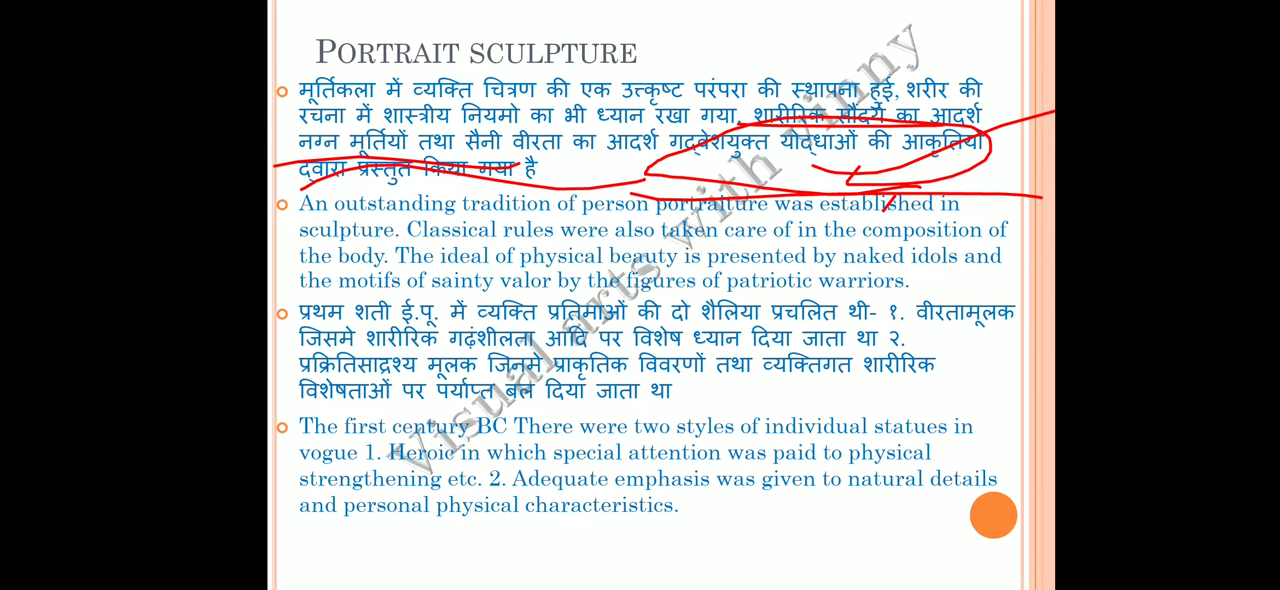 PORTRAIT SCULPTURE
मूर्तिकला में व्यक्ति चित्रण की एक उत्त्कृष्ट परंपरा की स्थापना हुई, शरीर की
रचना में शास्त्रीय नियमो का भी ध्यान रखा गया, शारीरिक सौंदर्य का आदर्श
नग्न मूर्तियों तथा सैनी वीरता का आदर्श गद्वेशयुक्त योद्धाओं की आकृतियों
द्वारा प्रस्तुत किया गया है
An outstanding tradition of person portraiture was established in
sculpture. Classical rules were also taken care of in the composition of
the body. The ideal of physical beauty is presented by naked idols and
the motifs of sainty valor by the figures of patriotic warriors.
प्रथम शती ई.पू. में व्यक्ति प्रतिमाओं की दो शैलिया प्रचलित थी- १. वीरतामूलक
जिसमे शारीरिक गढ़ंशीलता आदि पर विशेष ध्यान दिया जाता था २.
प्रक्रितिसाद्रश्य मूलक जिनमे प्राकृतिक विवरणों तथा व्यक्तिगत शारीरिक
विशेषताओं पर पर्याप्त बल दिया जाता था
The first century BC There were two styles of individual statues in
vogue 1. Heroic in which special attention was paid to physical
strengthening etc. 2. Adequate emphasis was given to natural details
and personal physical characteristics.
Visual arts with vinny